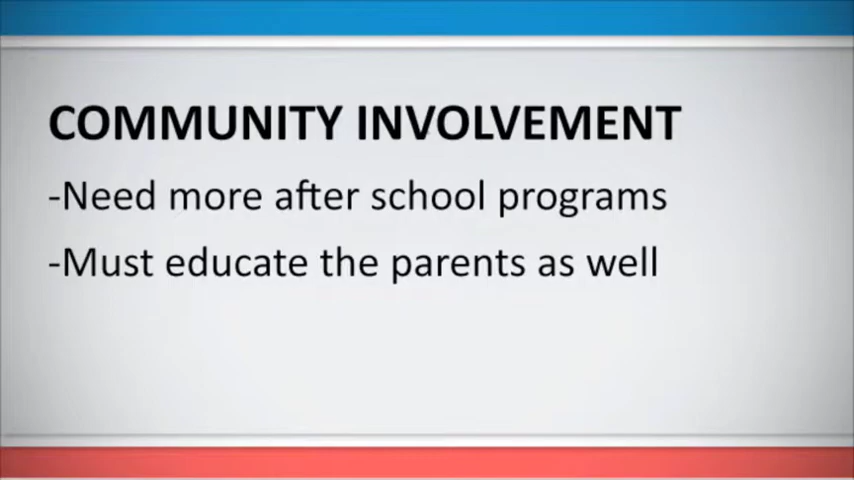 COMMUNITY INVOLVEMENT
-Need more after school programs
-Must educate the parents as well